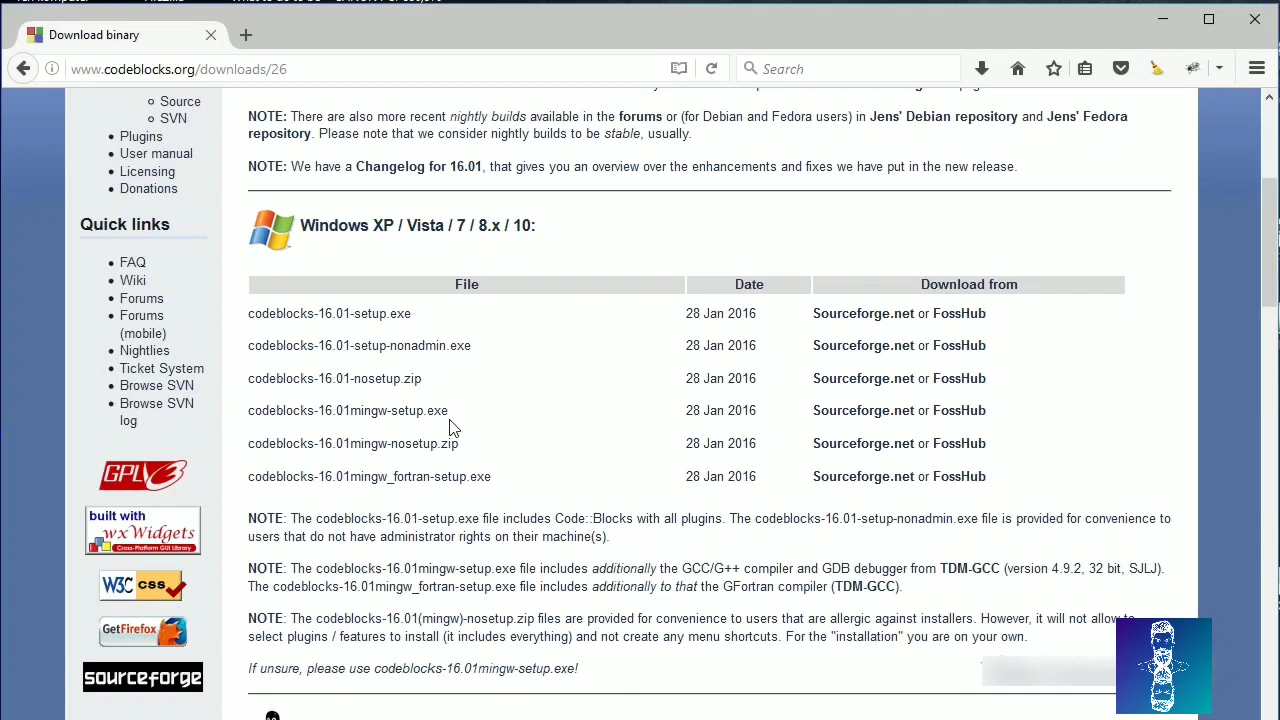 Download binary
www.codeblocks.org/downloads/26
Search
Source
SVN
Plugins
User manual
Licensing
Donations
Quick links
FAQ
Wiki
Forums
Forums
(mobile)
Nightlies
Ticket System
Browse SVN
Browse SVN
log
GPLv3
built with
wxWidgets
Cross-Platform GUI Library
W3C css
GetFirefox
sourceforge
NOTE: There are also more recent nightly builds available in the forums or (for Debian and Fedora users) in Jens' Debian repository and Jens' Fedora
repository. Please note that we consider nightly builds to be stable, usually.
NOTE: We have a Changelog for 16.01, that gives you an overview over the enhancements and fixes we have put in the new release.
Windows XP / Vista / 7 / 8.x / 10:
File Date Download from
codeblocks-16.01-setup.exe 28 Jan 2016 Sourceforge.net or FossHub
codeblocks-16.01-setup-nonadmin.exe 28 Jan 2016 Sourceforge.net or FossHub
codeblocks-16.01-nosetup.zip 28 Jan 2016 Sourceforge.net or FossHub
codeblocks-16.01mingw-setup.exe 28 Jan 2016 Sourceforge.net or FossHub
codeblocks-16.01mingw-nosetup.zip 28 Jan 2016 Sourceforge.net or FossHub
codeblocks-16.01mingw_fortran-setup.exe 28 Jan 2016 Sourceforge.net or FossHub
NOTE: The codeblocks-16.01-setup.exe file includes Code::Blocks with all plugins. The codeblocks-16.01-setup-nonadmin.exe file is provided for convenience to
users that do not have administrator rights on their machine(s).
NOTE: The codeblocks-16.01mingw-setup.exe file includes additionally the GCC/G++ compiler and GDB debugger from TDM-GCC (version 4.9.2, 32 bit, SJLJ).
The codeblocks-16.01mingw_fortran-setup.exe file includes additionally to that the GFortran compiler (TDM-GCC).
NOTE: The codeblocks-16.01(mingw)-nosetup.zip files are provided for convenience to users that are allergic against installers. However, it will not allow to
select plugins / features to install (it includes everything) and not create any menu shortcuts. For the "installation" you are on your own.
If unsure, please use codeblocks-16.01mingw-setup.exe!